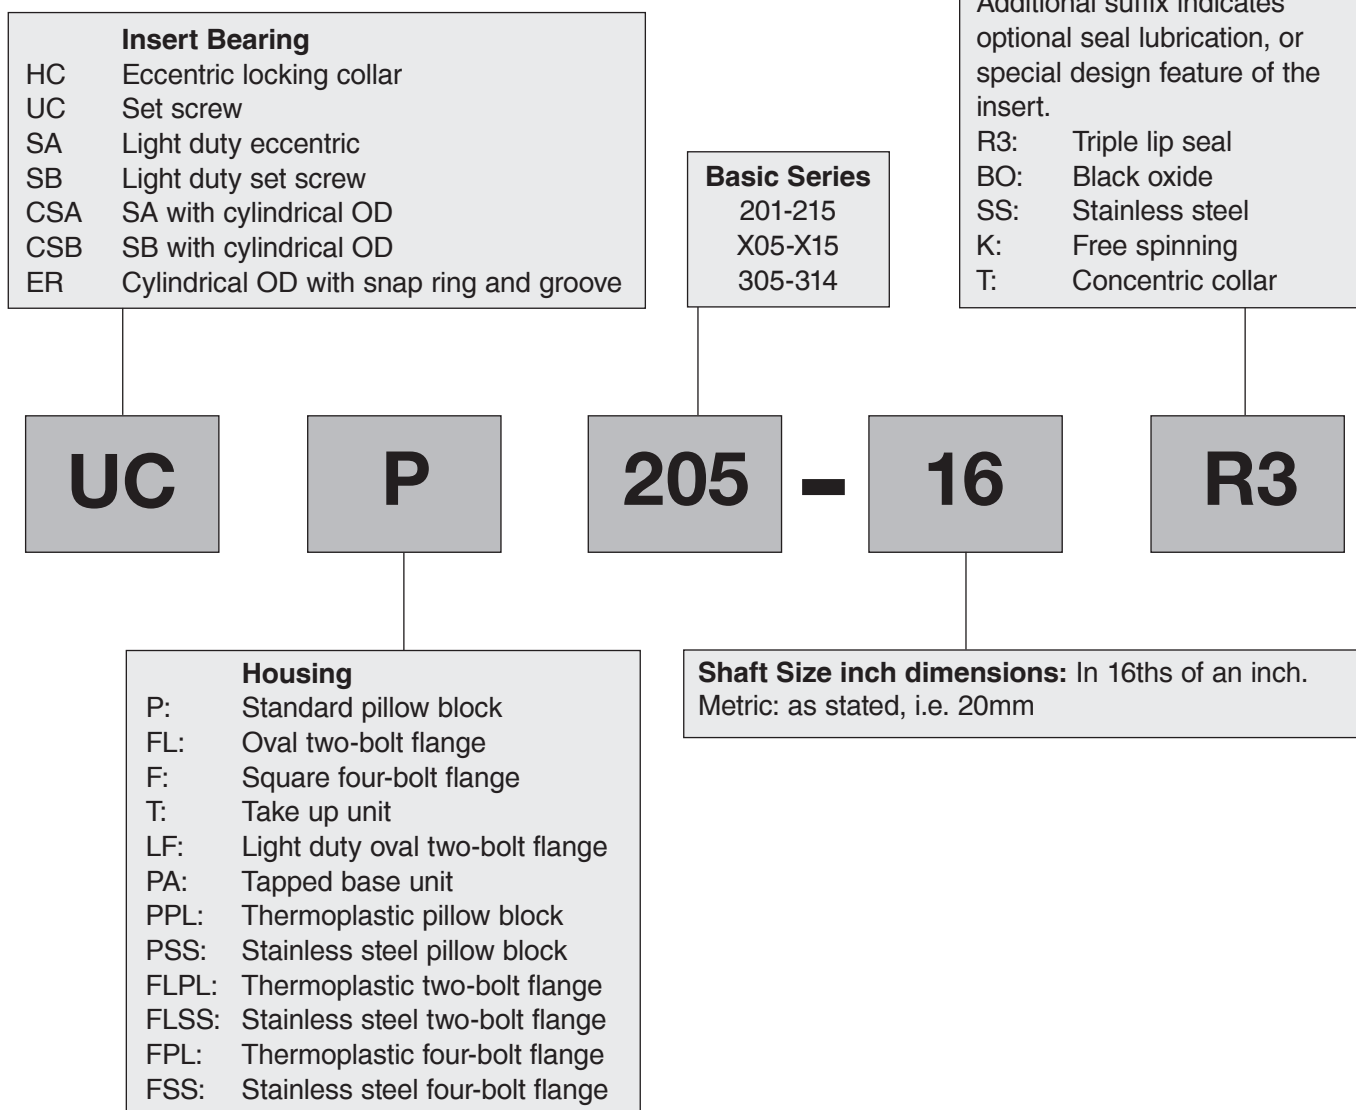 Insert Bearing
HC Eccentric locking collar
UC Set screw
SA Light duty eccentric
SB Light duty set screw
CSA SA with cylindrical OD
CSB SB with cylindrical OD
ER Cylindrical OD with snap ring and groove
Basic Series
201-215
X05-X15
305-314
Additional suffix indicates
optional seal lubrication, or
special design feature of the
insert.
R3: Triple lip seal
BO: Black oxide
SS: Stainless steel
K: Free spinning
T: Concentric collar
UC P 205 - 16 R3
Housing
P: Standard pillow block
FL: Oval two-bolt flange
F: Square four-bolt flange
T: Take up unit
LF: Light duty oval two-bolt flange
PA: Tapped base unit
PPL: Thermoplastic pillow block
PSS: Stainless steel pillow block
FLPL: Thermoplastic two-bolt flange
FLSS: Stainless steel two-bolt flange
FPL: Thermoplastic four-bolt flange
FSS: Stainless steel four-bolt flange
Shaft Size inch dimensions: In 16ths of an inch.
Metric: as stated, i.e. 20mm